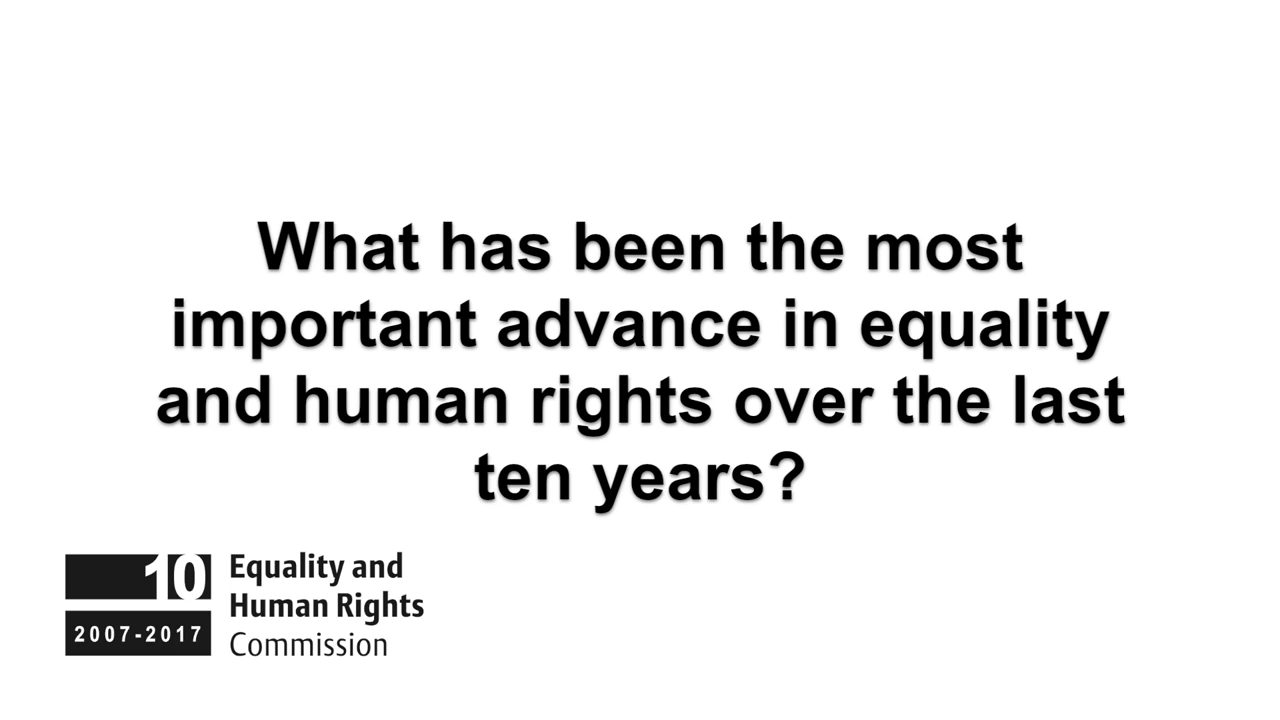 What has been the most
important advance in equality
and human rights over the last
ten years?
10
2007-2017
Equality and
Human Rights
Commission